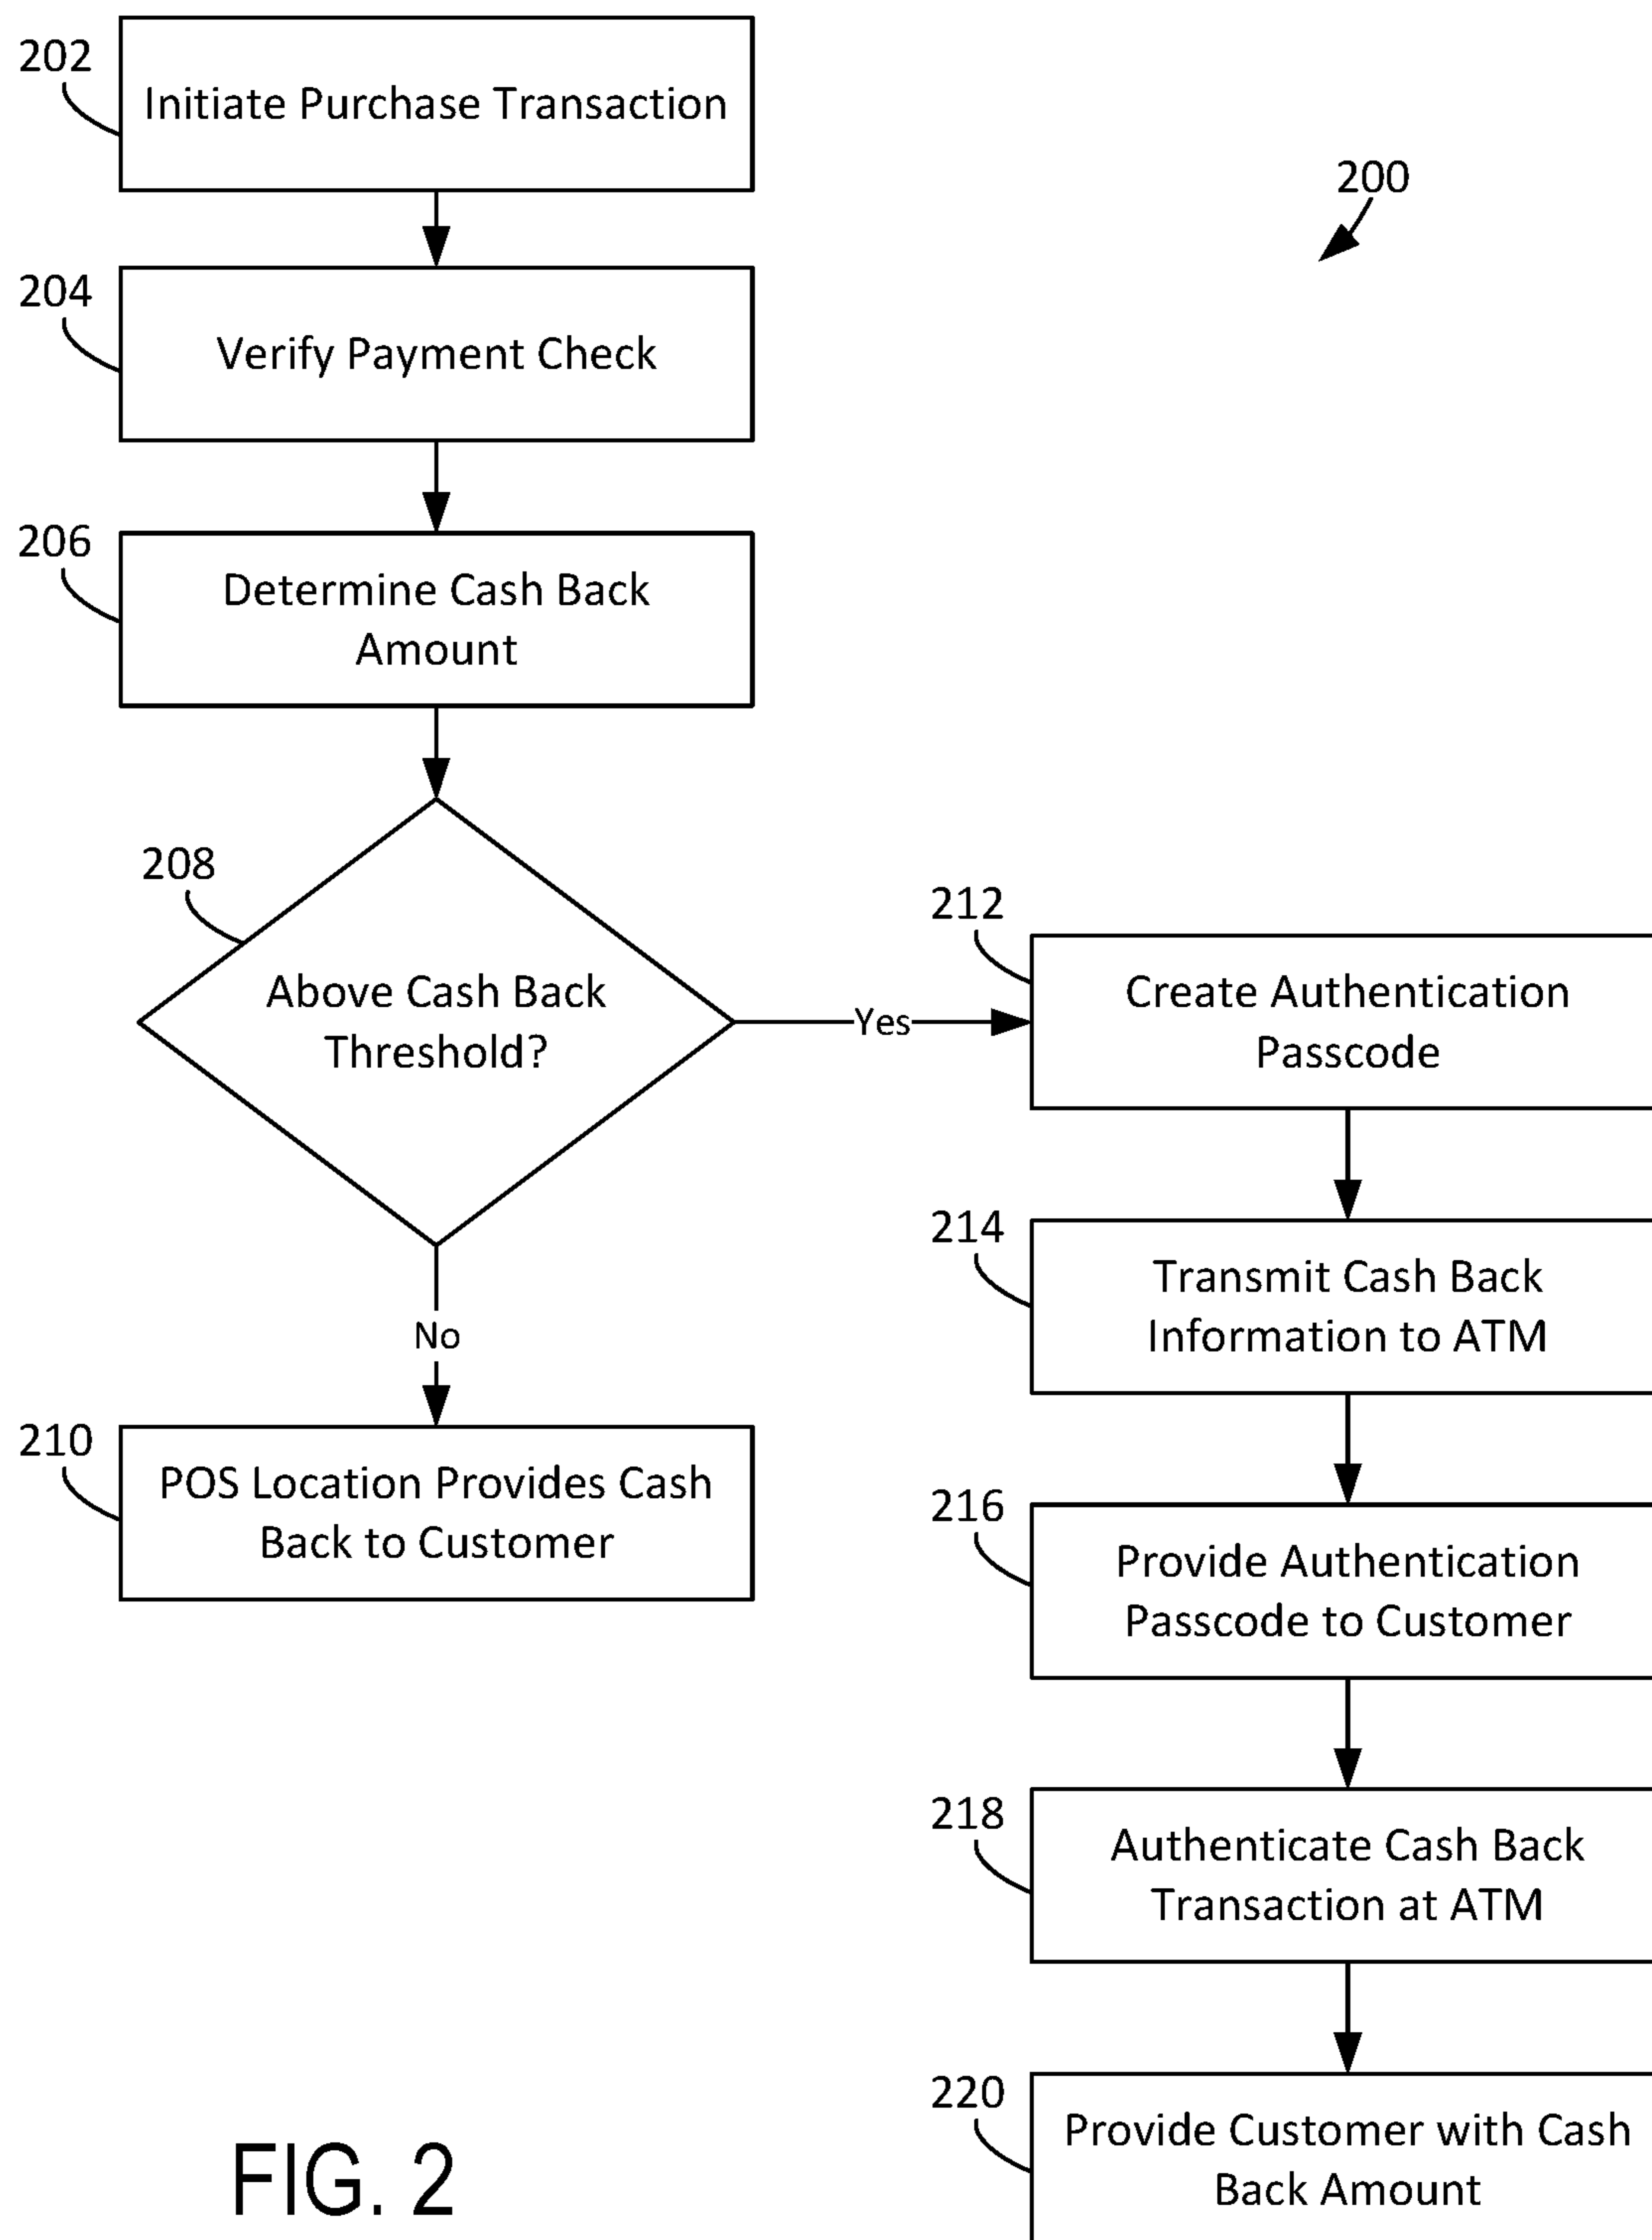 202
Initiate Purchase Transaction
200
204
Verify Payment Check
206
Determine Cash Back
Amount
208
Above Cash Back
Threshold?
Yes
No
210
POS Location Provides Cash
Back to Customer
212
Create Authentication
Passcode
214
Transmit Cash Back
Information to ATM
216
Provide Authentication
Passcode to Customer
218
Authenticate Cash Back
Transaction at ATM
220
Provide Customer with Cash
Back Amount
FIG. 2